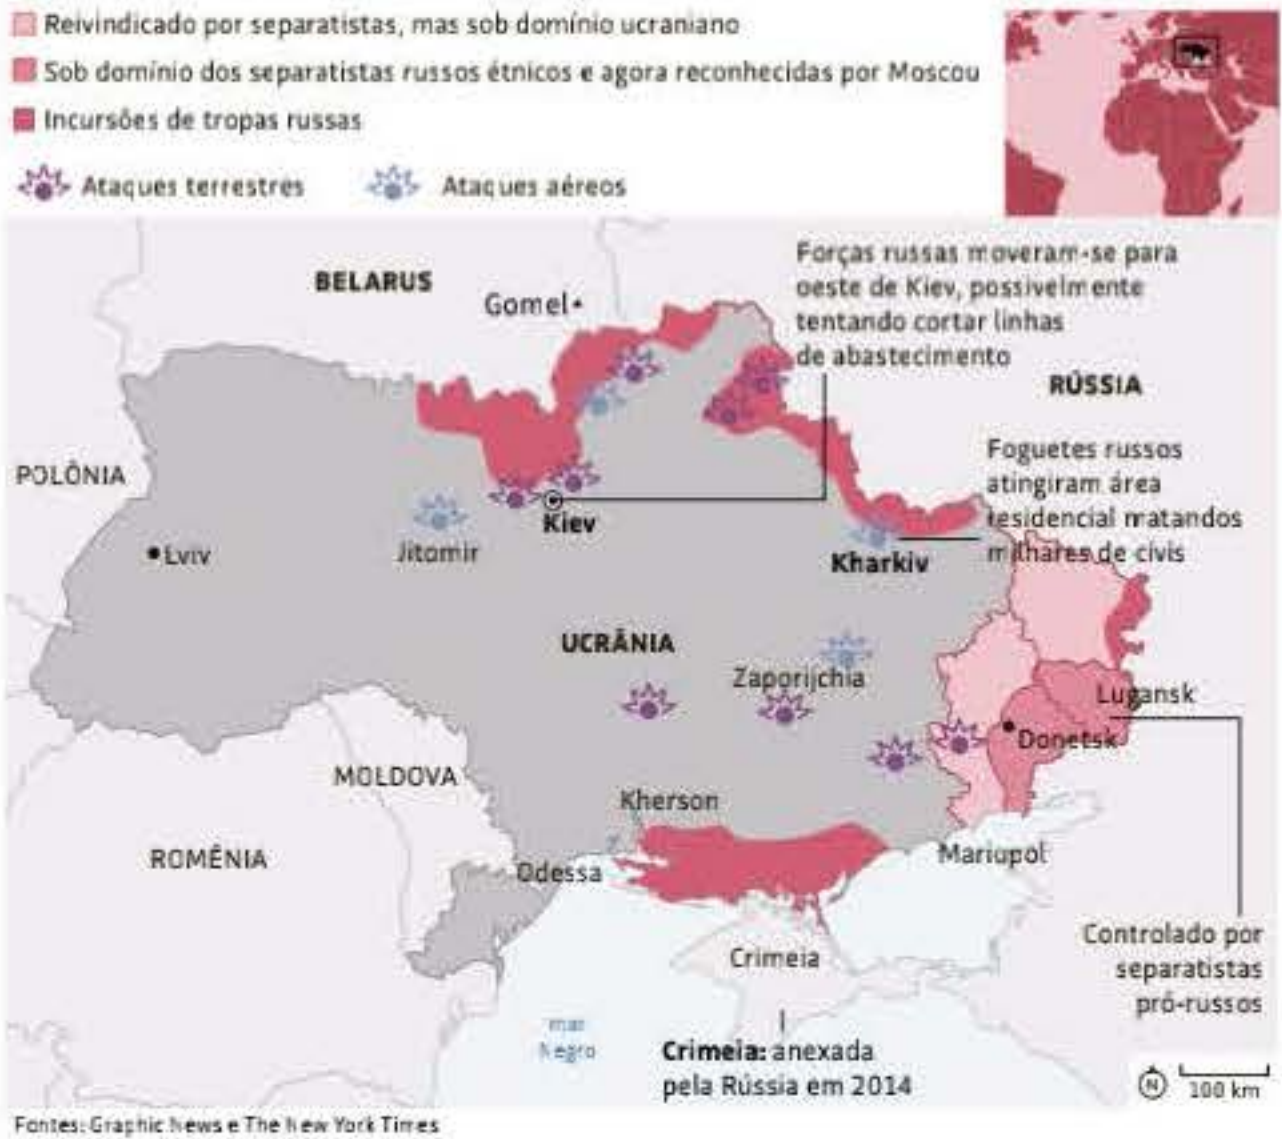 Reivindicado por separatistas, mas sob domínio ucraniano
Sob domínio dos separatistas russos étnicos e agora reconhecidas por Moscou
Incursões de tropas russas
Ataques terrestres
Ataques aéreos
Forças russas moveram-se para
oeste de Kiev, possivelmente
tentando cortar linhas
de abastecimento
BELARUS
Gomel
RÚSSIA
Foguetes russos
atingiram área
residencial matandos
milhares de civis
POLÔNIA
Kiev
Lviv
Jitomir
Kharkiv
UCRÂNIA
Zaporijchia
Lugansk
Donetsk
MOLDOVA
Kherson
ROMÊNIA
Odessa
Mariupol
Controlado por
separatistas
pró-russos
Crimeia
mar
Negro
Crimeia: anexada
pela Rússia em 2014
N
100 km
Fontes: Graphic News e The New York Times